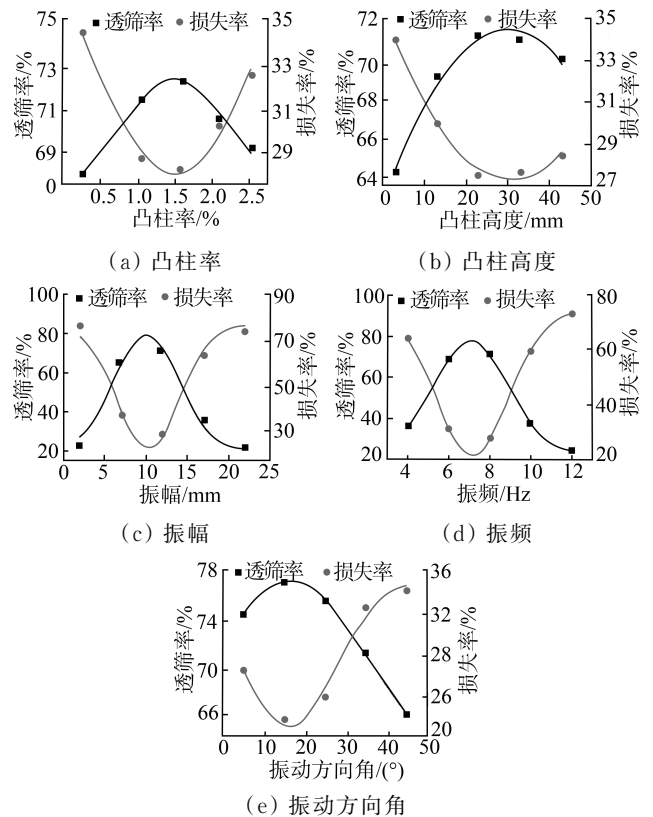 75
73
71
69
0
透筛率/%
透筛率 损失率
35
33
31
29
损失率/%
0.5 1.0 1.5 2.0 2.5
凸柱率/%
(a) 凸柱率
72
70
68
66
64
透筛率/%
透筛率 损失率
35
33
31
29
27
损失率/%
0 10 20 30 40 50
凸柱高度/mm
(b) 凸柱高度
100
80
60
40
20
透筛率/%
透筛率 损失率
90
70
50
30
损失率/%
0 5 10 15 20 25
振幅/mm
(c) 振幅
100
80
60
40
20
透筛率/%
透筛率 损失率
80
60
40
20
损失率/%
4 6 8 10 12
振频/Hz
(d) 振频
78
74
70
66
透筛率/%
透筛率 损失率
36
32
28
26
20
损失率/%
0 10 20 30 40 50
振动方向角/(°)
(e) 振动方向角